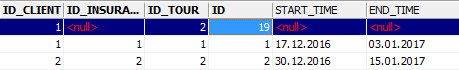 ID_CLIENT ID_INSURA... ID_TOUR ID START_TIME END_TIME
1 <null> 2 19 <null> <null>
1 1 1 1 17.12.2016 03.01.2017
2 2 2 2 30.12.2016 15.01.2017